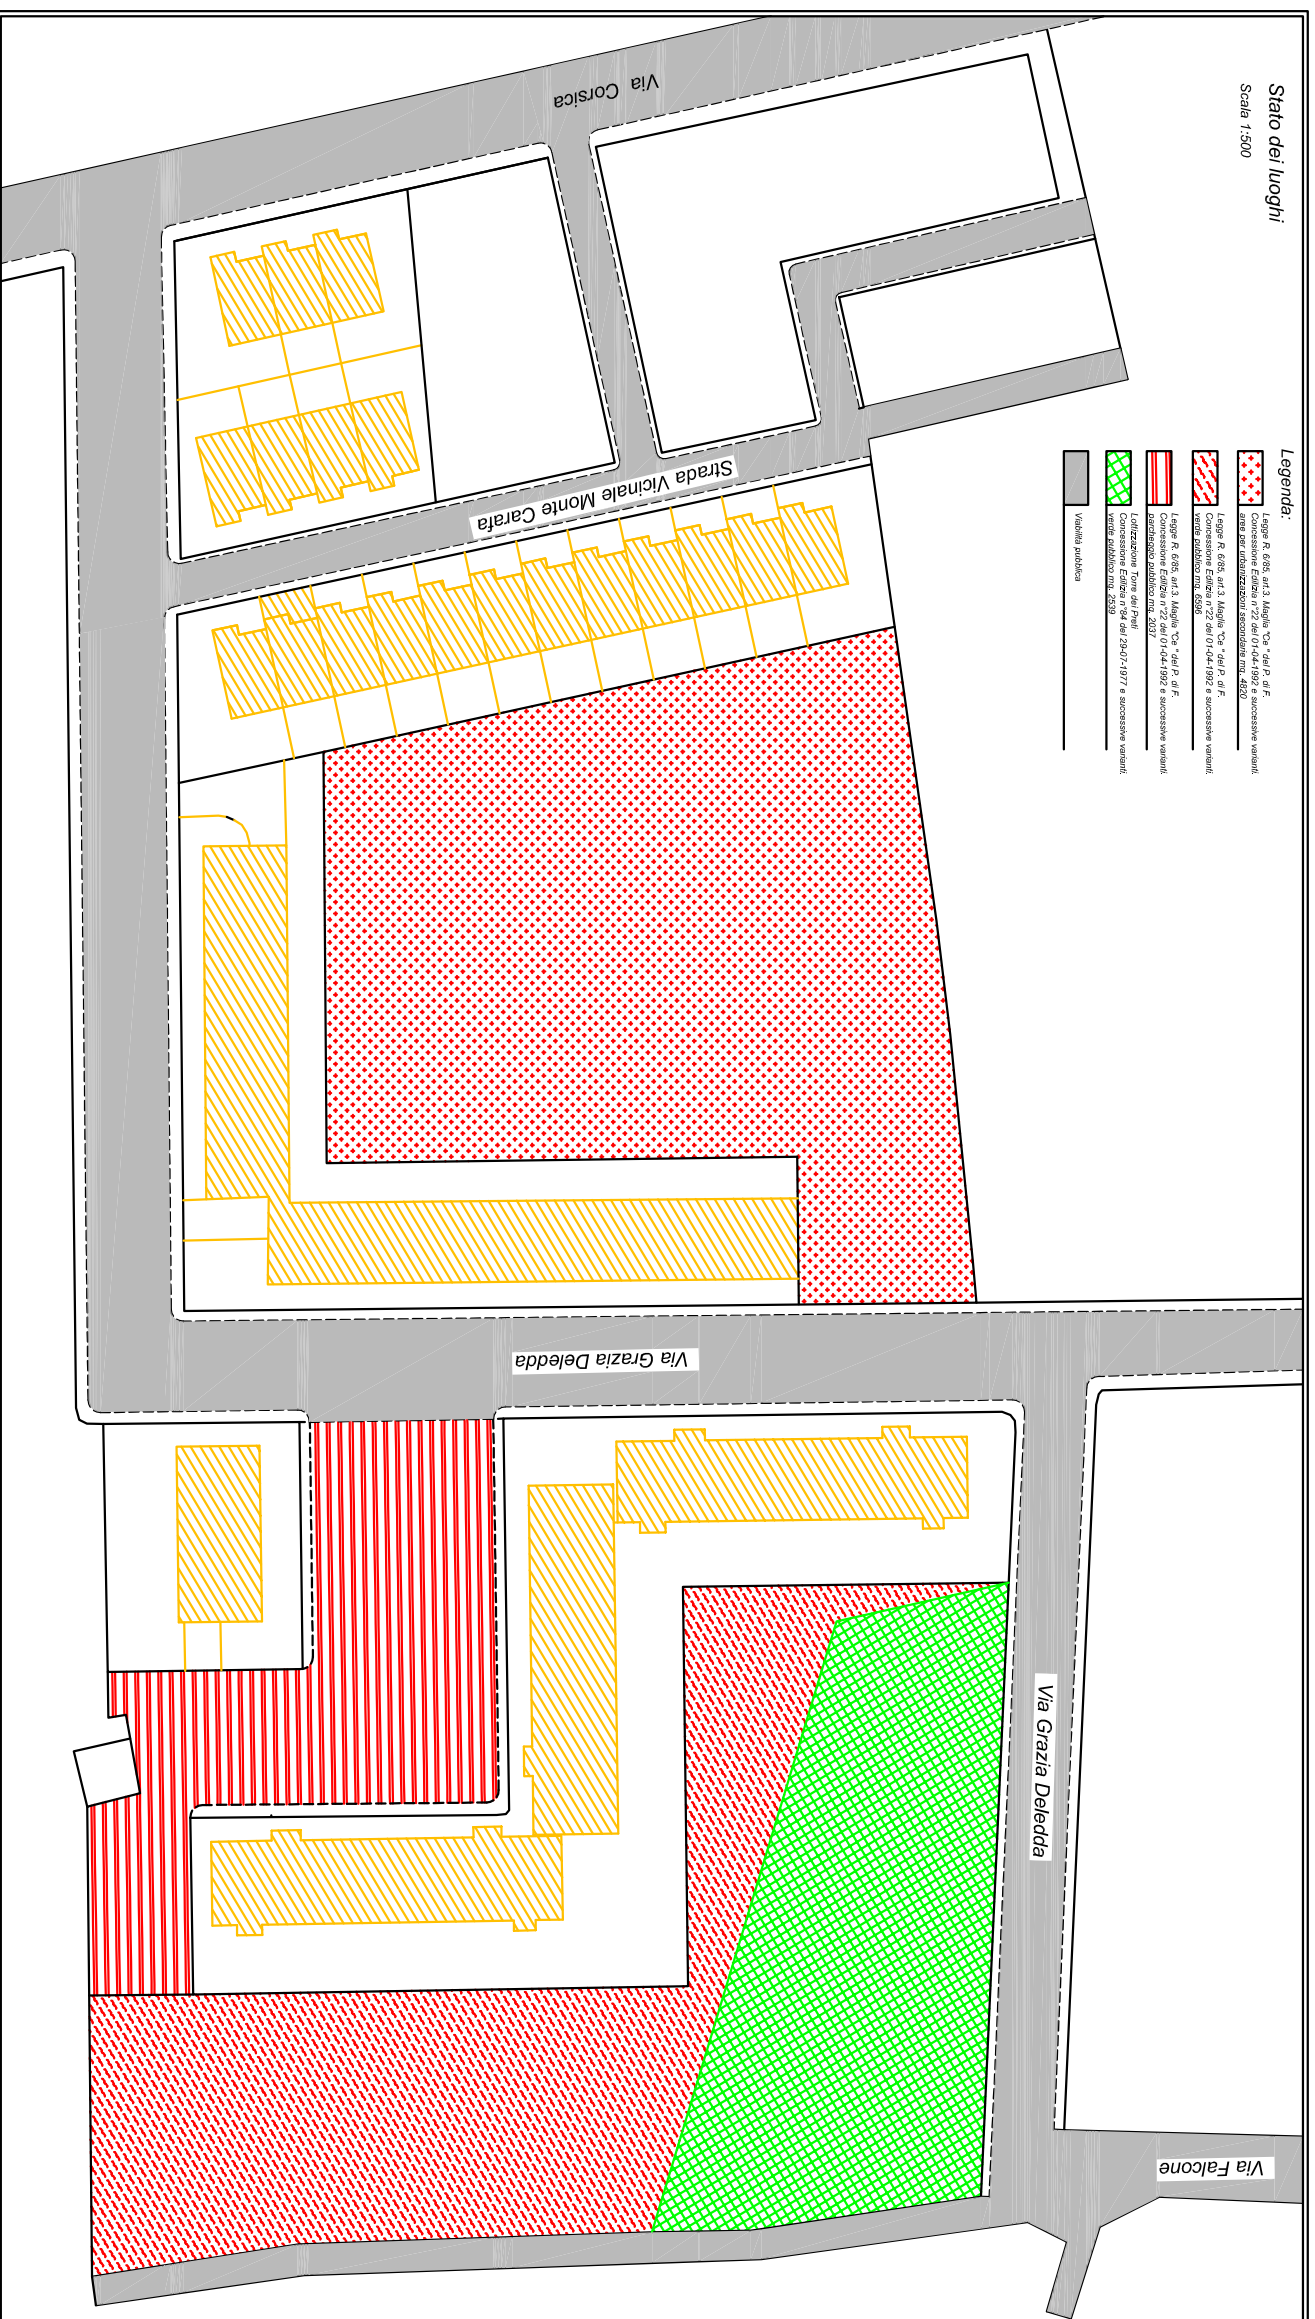 Stato dei luoghi
Scala 1:500
Legenda:
Legge R. 6/85, art.3. Maglia "Ce" del P. di F.
Concessione Edilizia n°22 del 01-04-1992 e successive varianti.
aree per urbanizzazioni secondarie mq. 4820
Legge R. 6/85, art.3. Maglia "Ce" del P. di F.
Concessione Edilizia n°22 del 01-04-1992 e successive varianti.
verde pubblico mq. 6596
Legge R. 6/85, art.3. Maglia "Ce" del P. di F.
Concessione Edilizia n°22 del 01-04-1992 e successive varianti.
parcheggio pubblico mq. 2037
Lottizzazione Torre dei Preti
Concessione Edilizia n°84 del 29-07-1977 e successive varianti.
verde pubblico mq. 2539
Viabilità pubblica
Via Corsica
Strada Vicinale Monte Carafa
Via Grazia Deledda
Via Grazia Deledda
Via Falcone